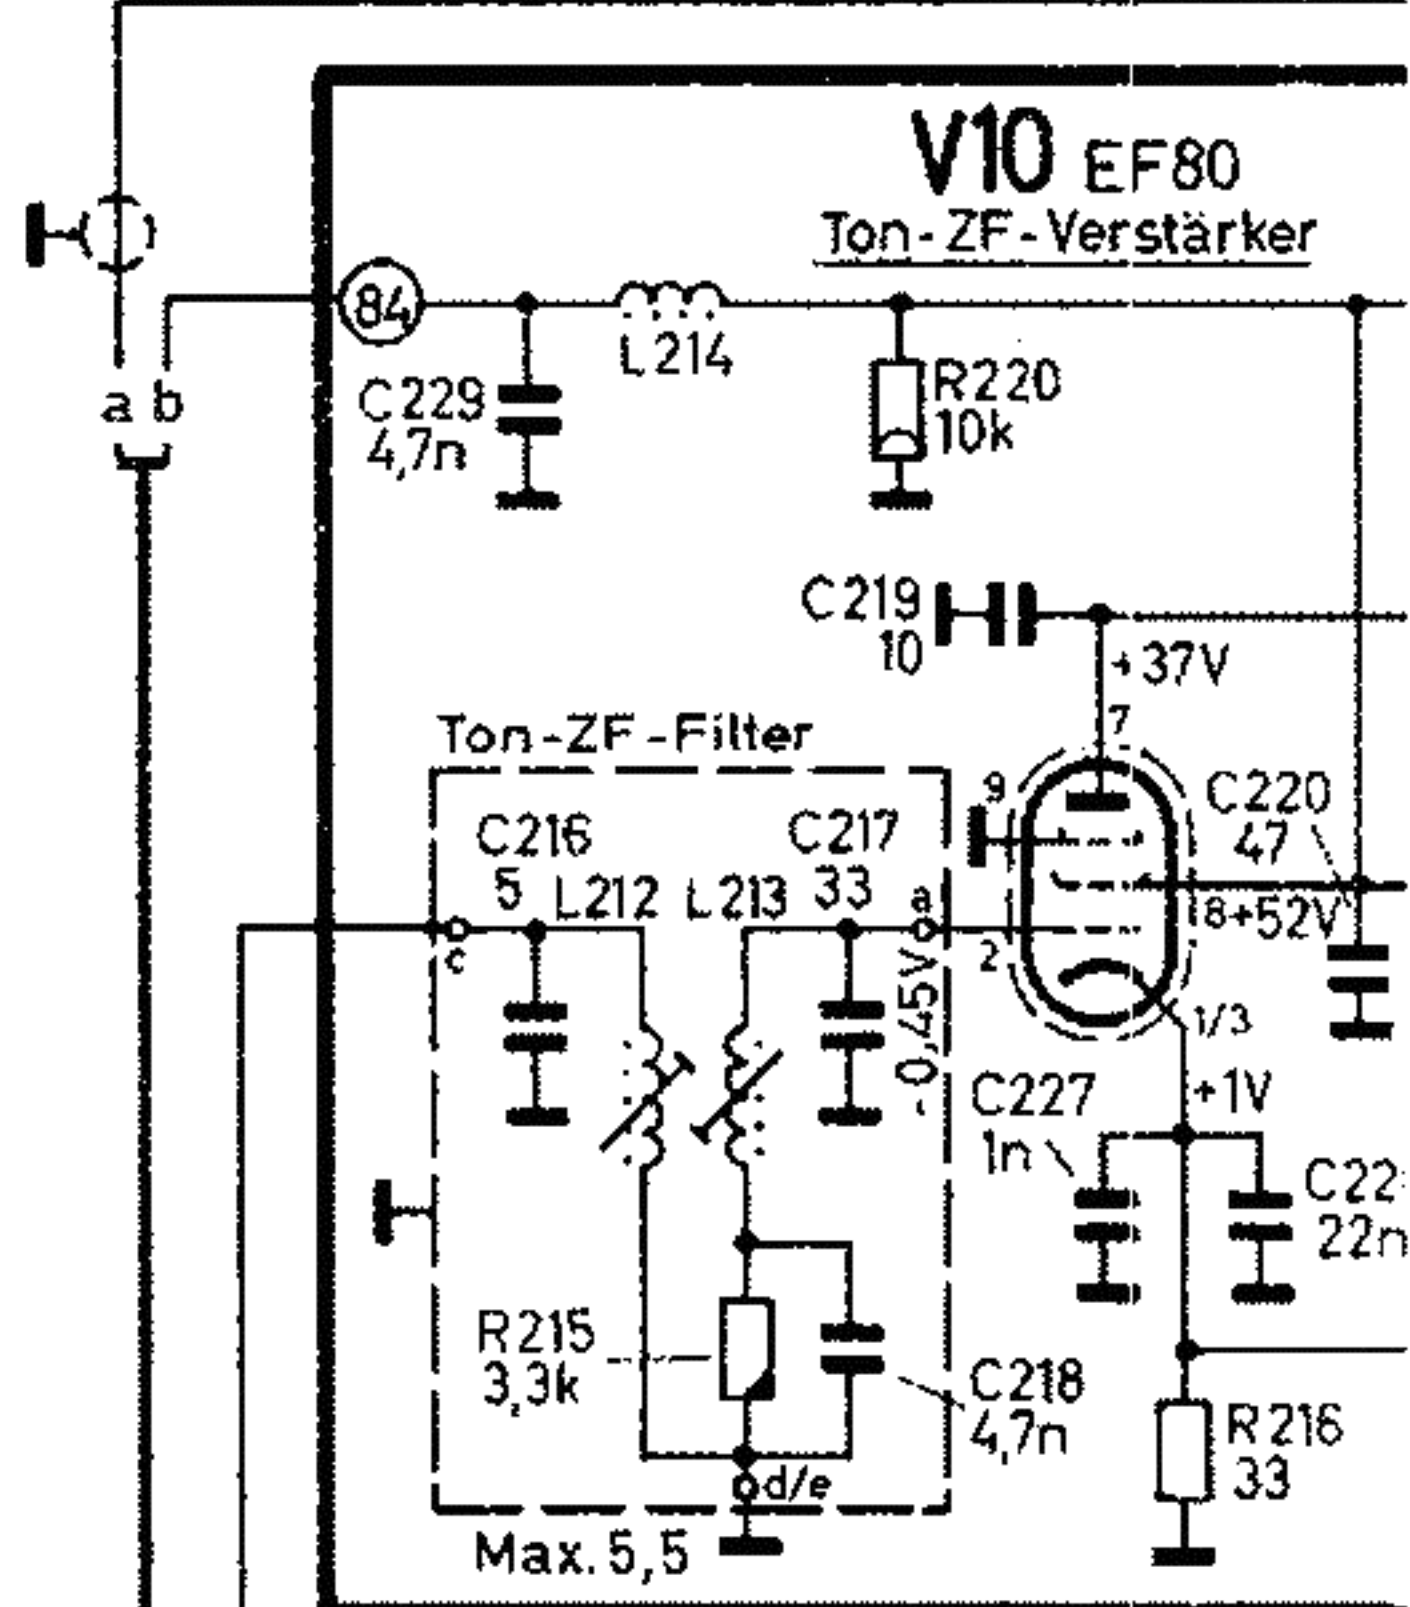 V10 EF80
Ton-ZF-Verstärker
84
L214
a b
C229
4,7n
R220
10k
C219
10
+37V
7
Ton-ZF-Filter
9
C220
47
C216
5
L212
L213
C217
33
a
c
2
8+52V
-0,45V
1/3
+1V
C227
1n
C22
22n
R215
3,3k
C218
4,7n
R216
33
d/e
Max. 5,5